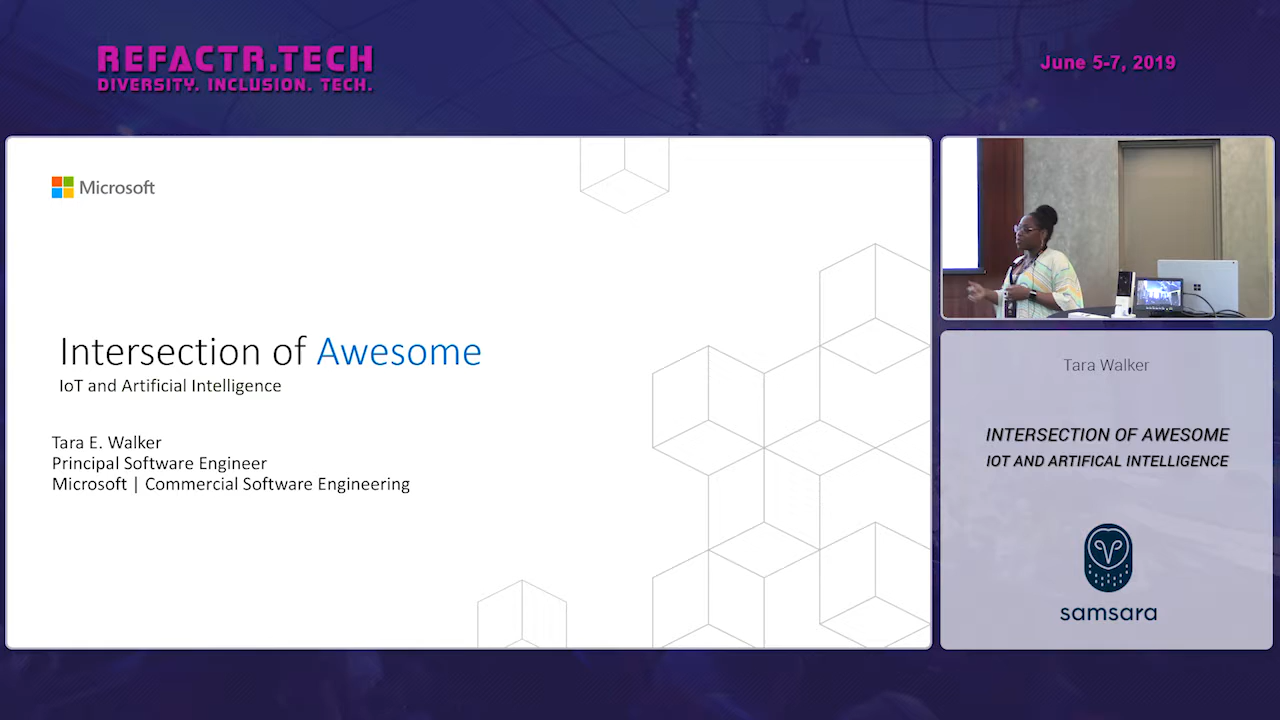 REFACTR.TECH
DIVERSITY. INCLUSION. TECH.
June 5-7, 2019
Microsoft
Intersection of Awesome
IoT and Artificial Intelligence
Tara E. Walker
Principal Software Engineer
Microsoft | Commercial Software Engineering
Tara Walker
INTERSECTION OF AWESOME
IOT AND ARTIFICAL INTELLIGENCE
samsara